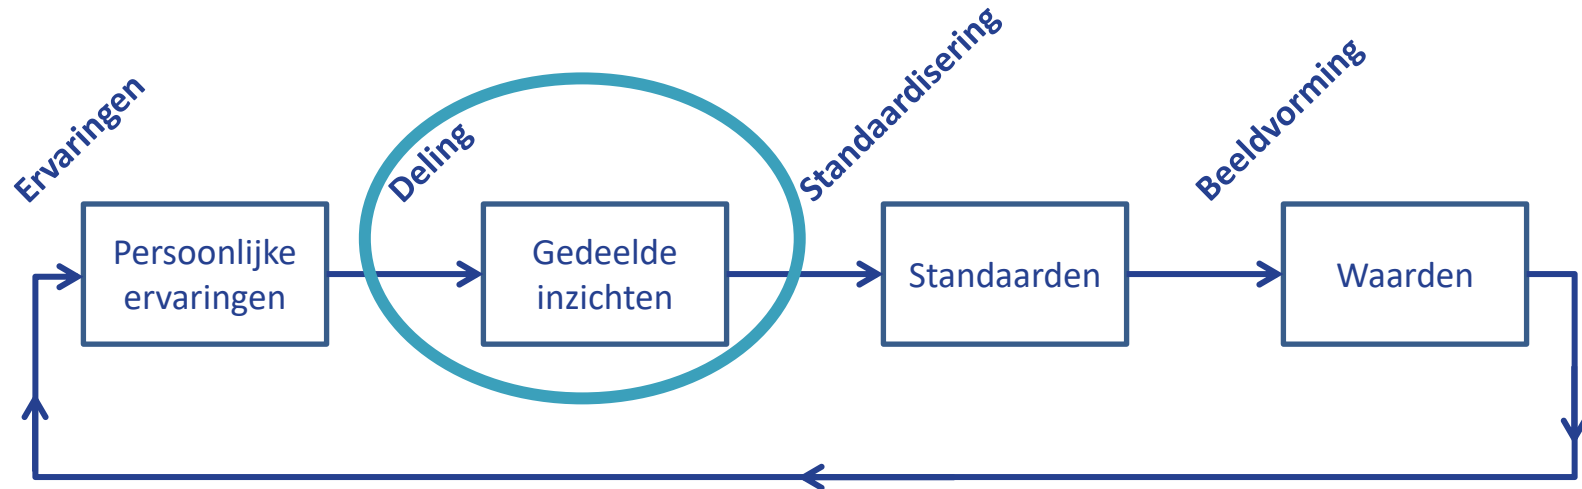 Ervaringen
Deling
Standaardisering
Beeldvorming
Persoonlijke
ervaringen
Gedeelde
inzichten
Standaarden
Waarden